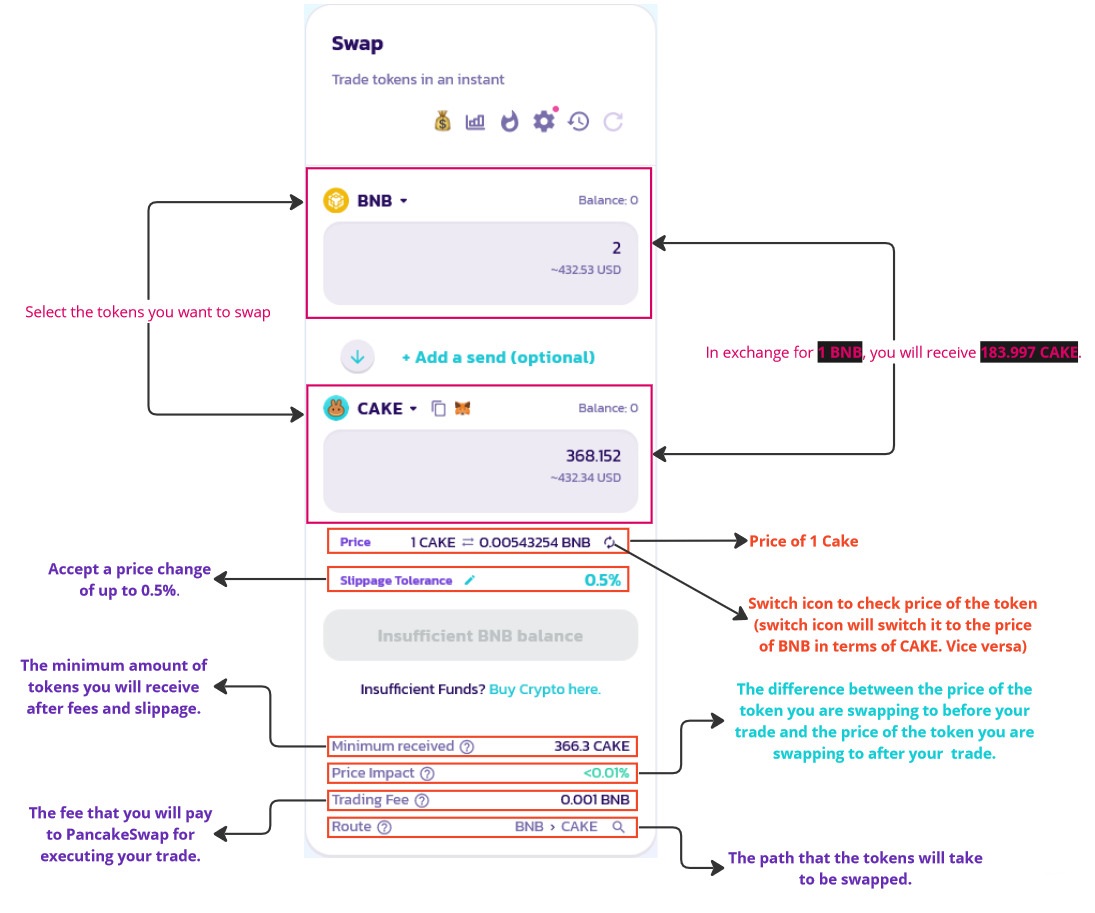 Swap
Trade tokens in an instant
BNB
Balance: 0
2
~432.53 USD
Select the tokens you want to swap
In exchange for 1 BNB, you will receive 183.997 CAKE.
+ Add a send (optional)
CAKE
Balance: 0
368.152
~432.34 USD
Price
1 CAKE ⇄ 0.00543254 BNB
Price of 1 Cake
Accept a price change
of up to 0.5%.
Slippage Tolerance
0.5%
Switch icon to check price of the token
(switch icon will switch it to the price
of BNB in terms of CAKE. Vice versa)
Insufficient BNB balance
Insufficient Funds? Buy Crypto here.
The minimum amount of
tokens you will receive
after fees and slippage.
The difference between the price of the
token you are swapping to before your
trade and the price of the token you are
swapping to after your trade.
Minimum received
366.3 CAKE
Price Impact
<0.01%
Trading Fee
0.001 BNB
Route
BNB > CAKE
The fee that you will pay
to PancakeSwap for
executing your trade.
The path that the tokens will take
to be swapped.